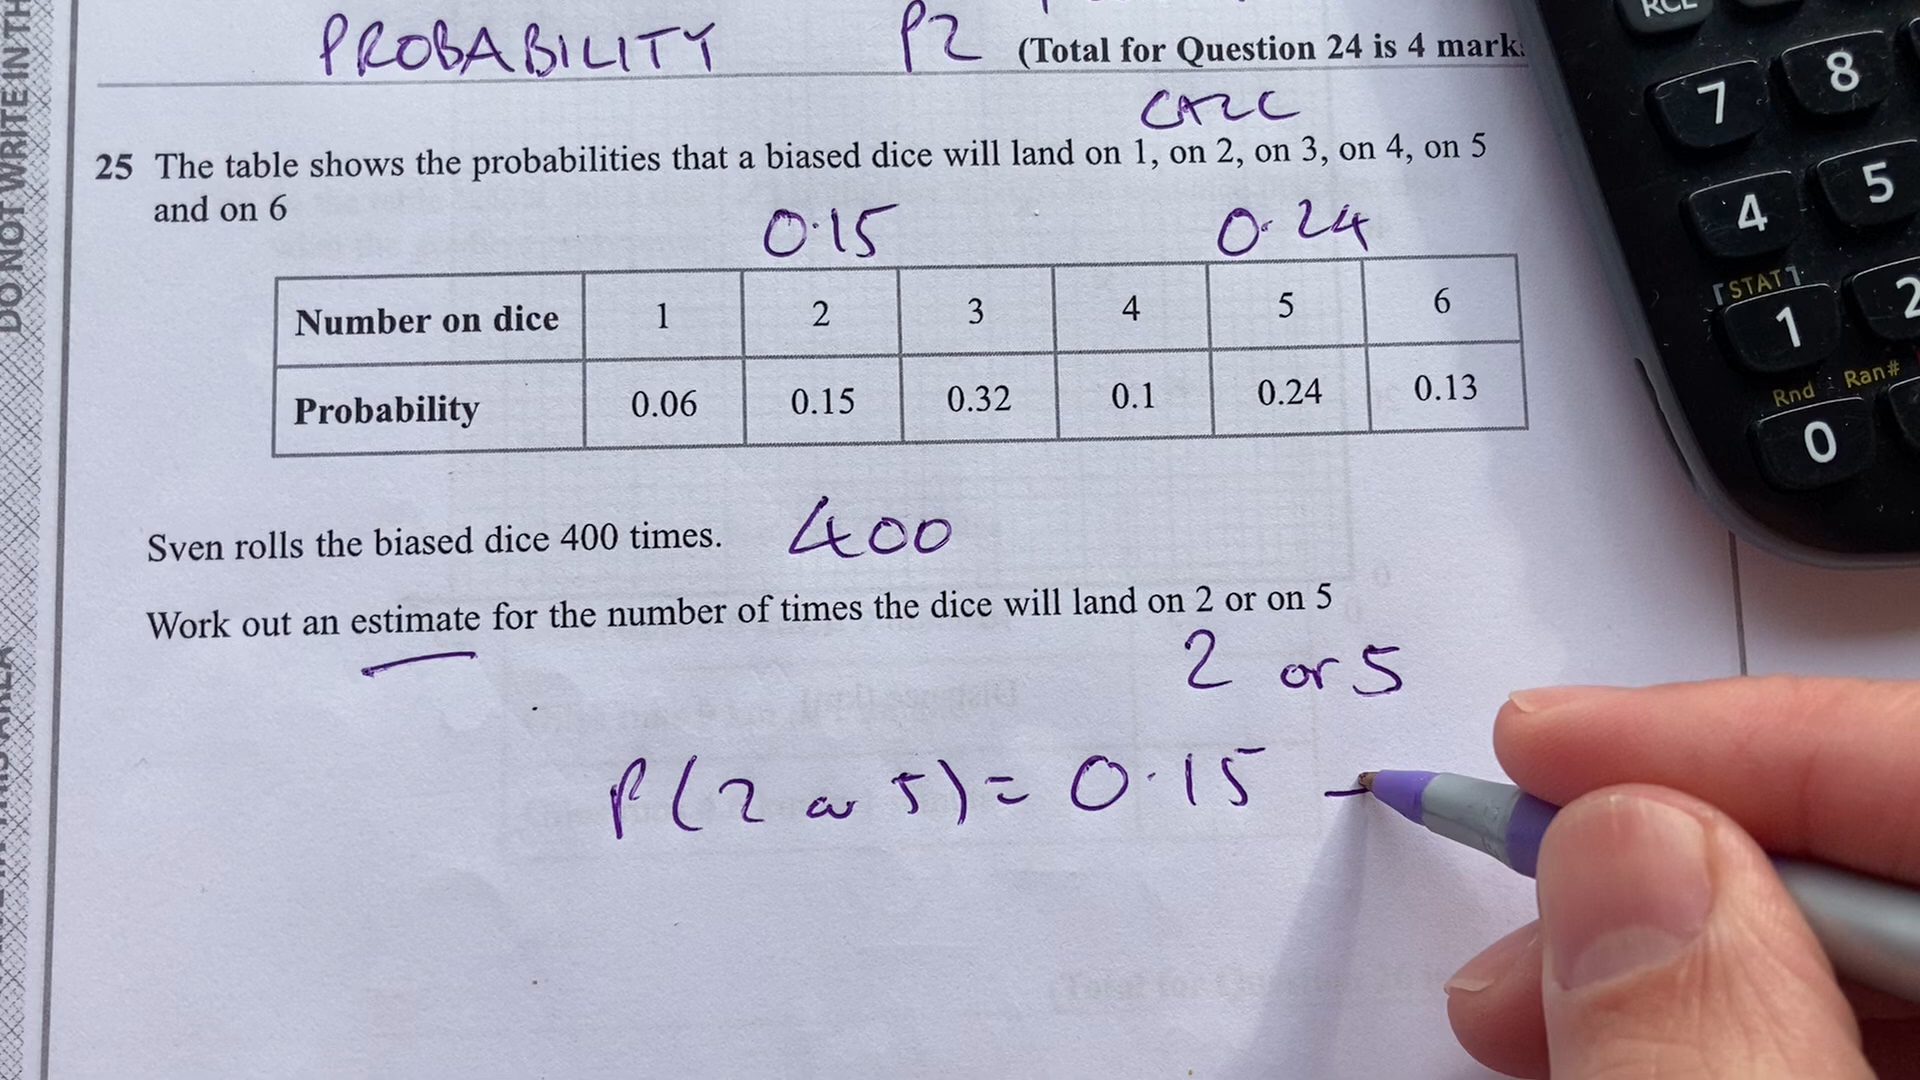 PROBABILITY P2 (Total for Question 24 is 4 mark
CALC
25 The table shows the probabilities that a biased dice will land on 1, on 2, on 3, on 4, on 5
and on 6
0.15 0.24
Number on dice 1 2 3 4 5 6
Probability 0.06 0.15 0.32 0.1 0.24 0.13
Sven rolls the biased dice 400 times. 400
Work out an estimate for the number of times the dice will land on 2 or on 5
2 or 5
P(2 or 5) = 0.15
DO NOT WRITE IN TH
RCL
7 8
4 5
STAT
1 2
Rnd Ran#
0